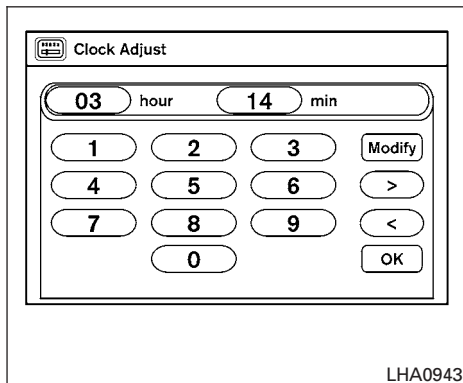 Clock Adjust
03 hour 14 min
1 2 3 Modify
4 5 6 >
7 8 9 <
0 OK
LHA0943